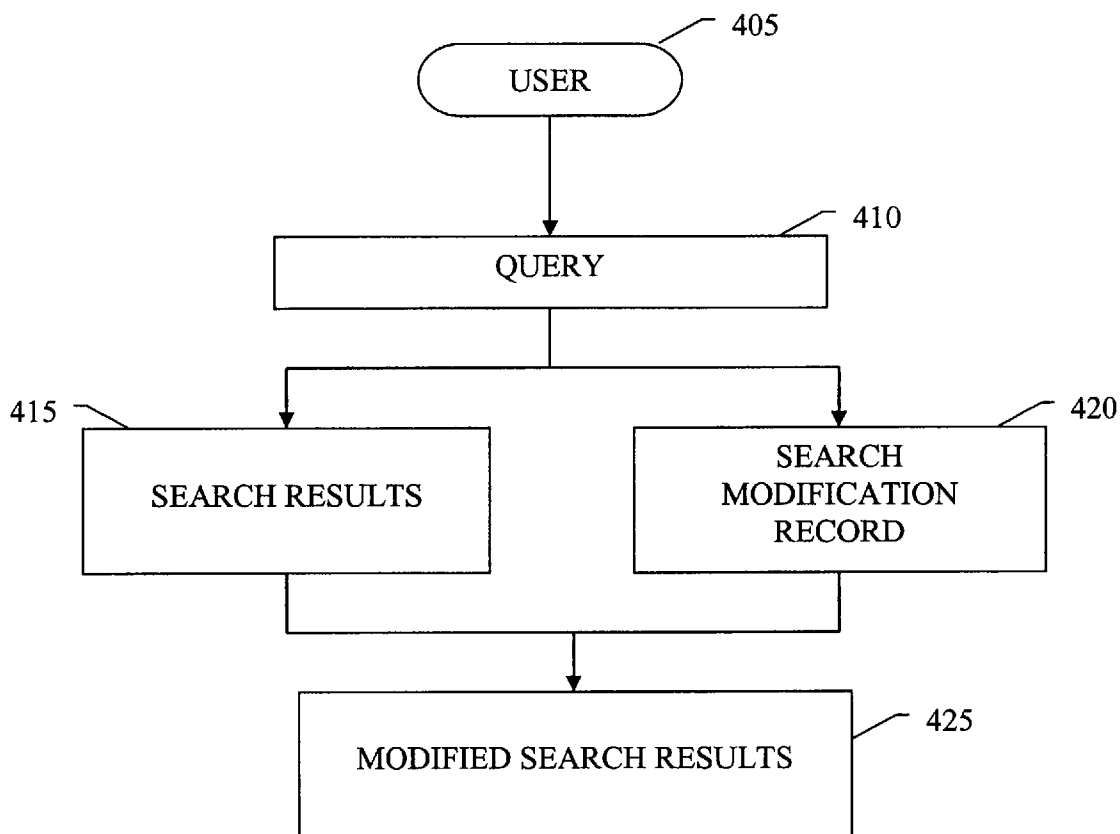 405
USER
410
QUERY
415
420
SEARCH RESULTS
SEARCH
MODIFICATION
RECORD
425
MODIFIED SEARCH RESULTS